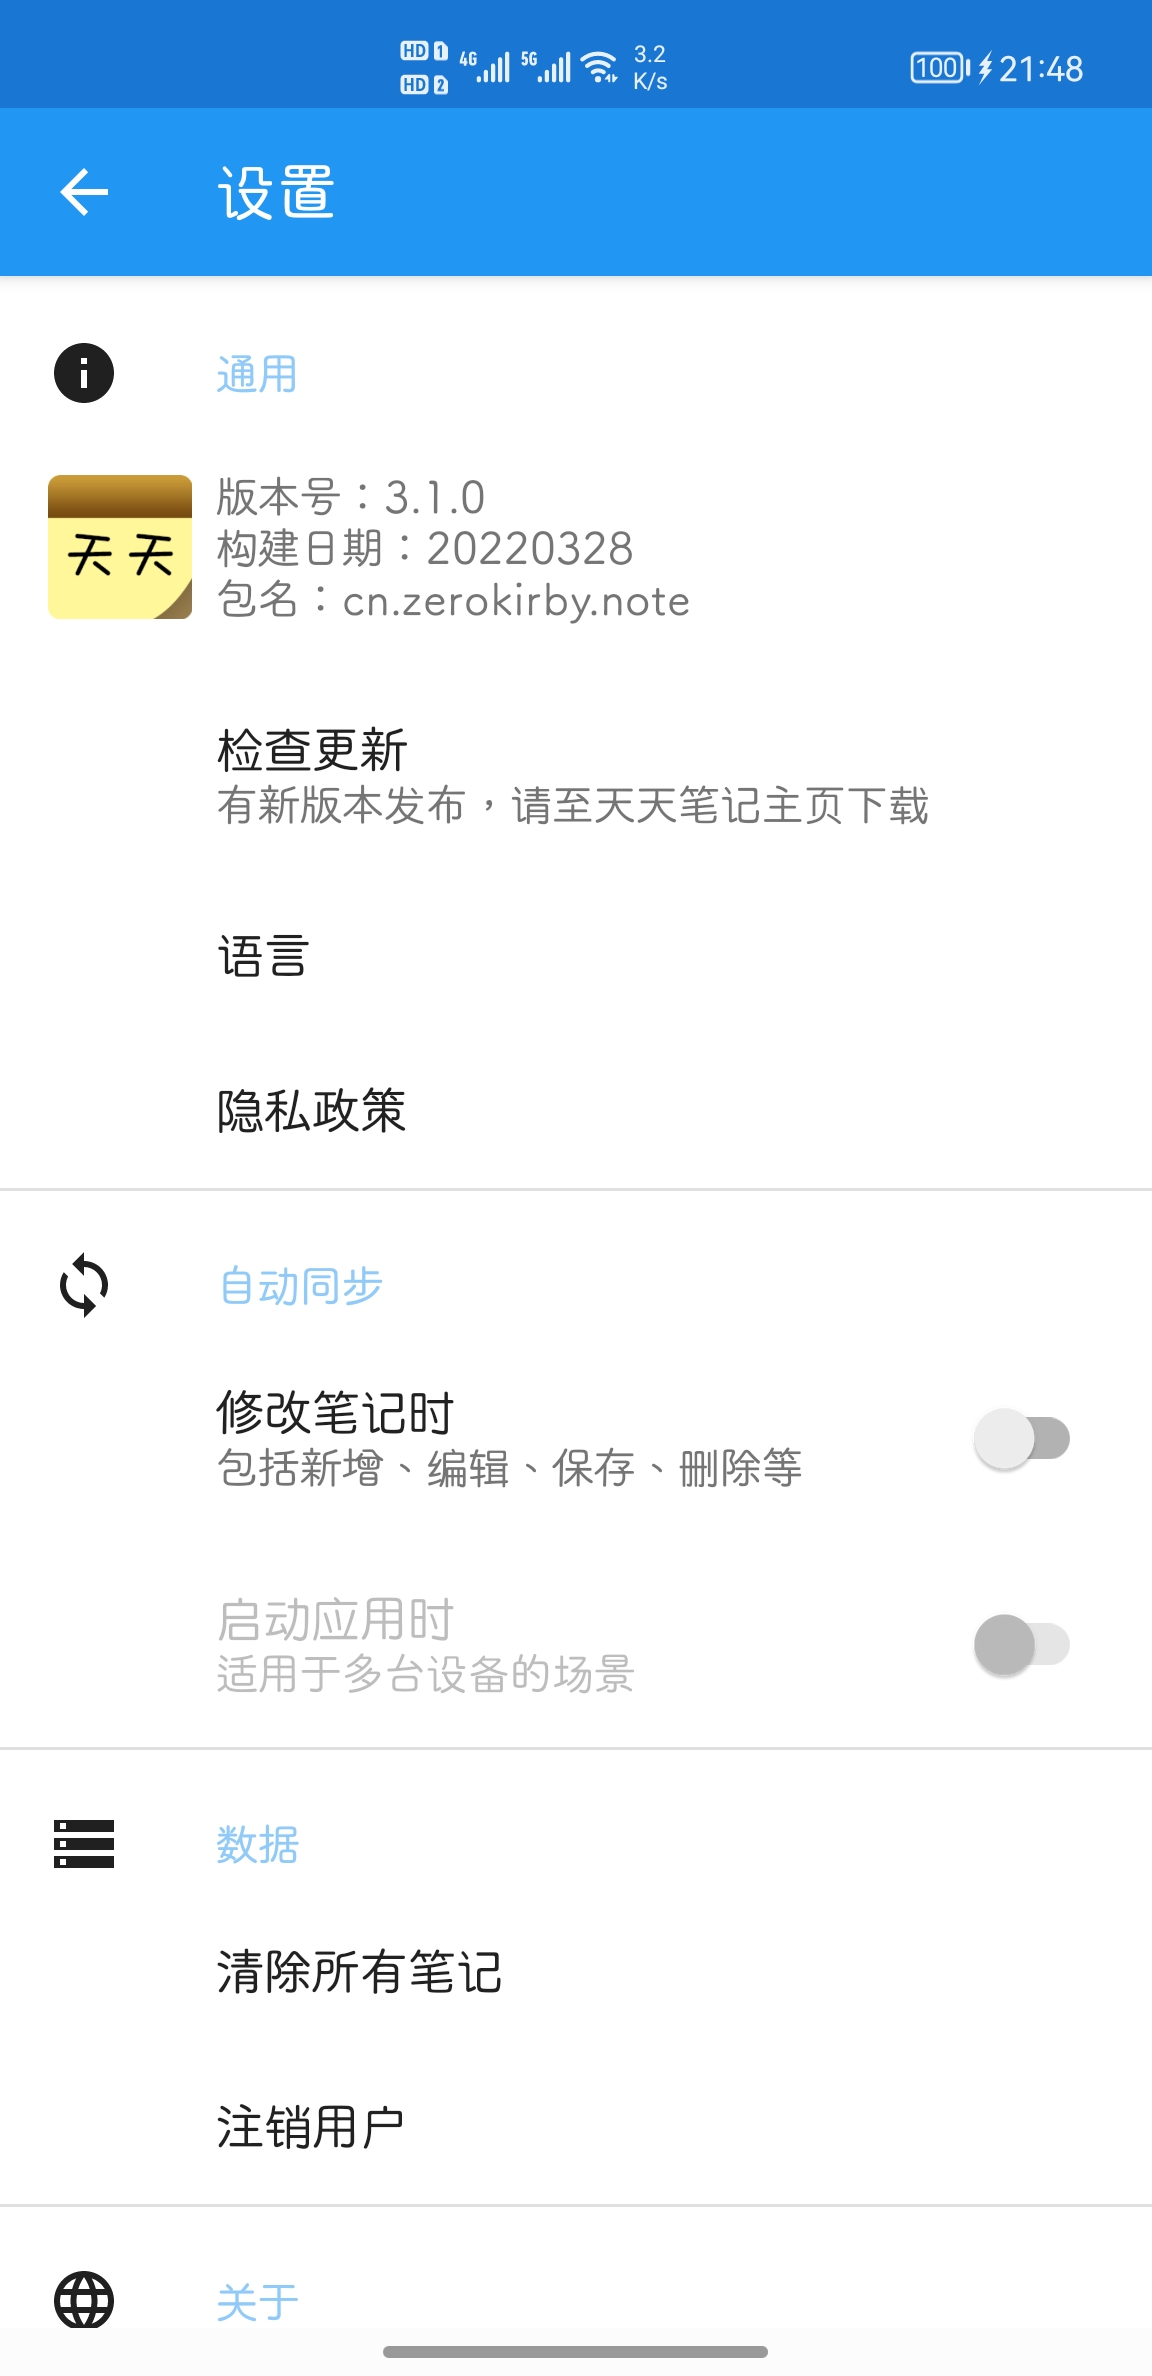 HD 1 4G 5G 3.2
HD 2 K/s 100 21:48
设置
通用
天天
版本号：3.1.0
构建日期：20220328
包名：cn.zerokirby.note
检查更新
有新版本发布，请至天天笔记主页下载
语言
隐私政策
自动同步
修改笔记时
包括新增、编辑、保存、删除等
启动应用时
适用于多台设备的场景
数据
清除所有笔记
注销用户
关于